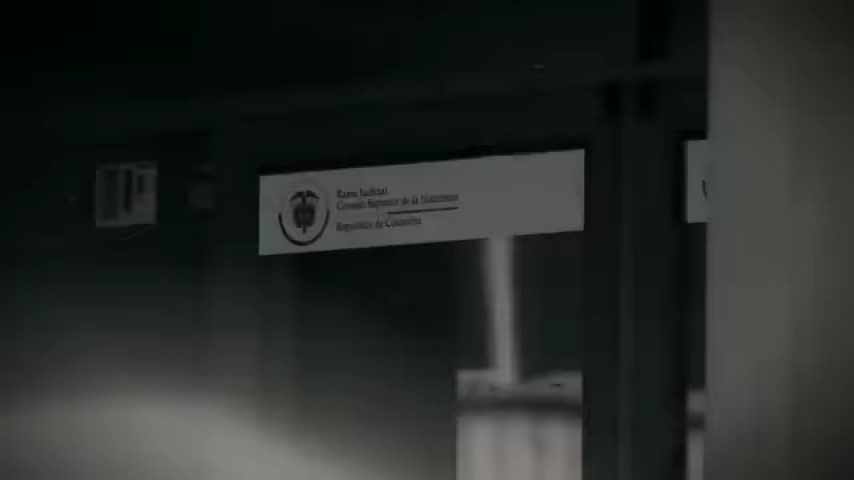 Rama Judicial
Consejo Superior de la Judicatura
República de Colombia